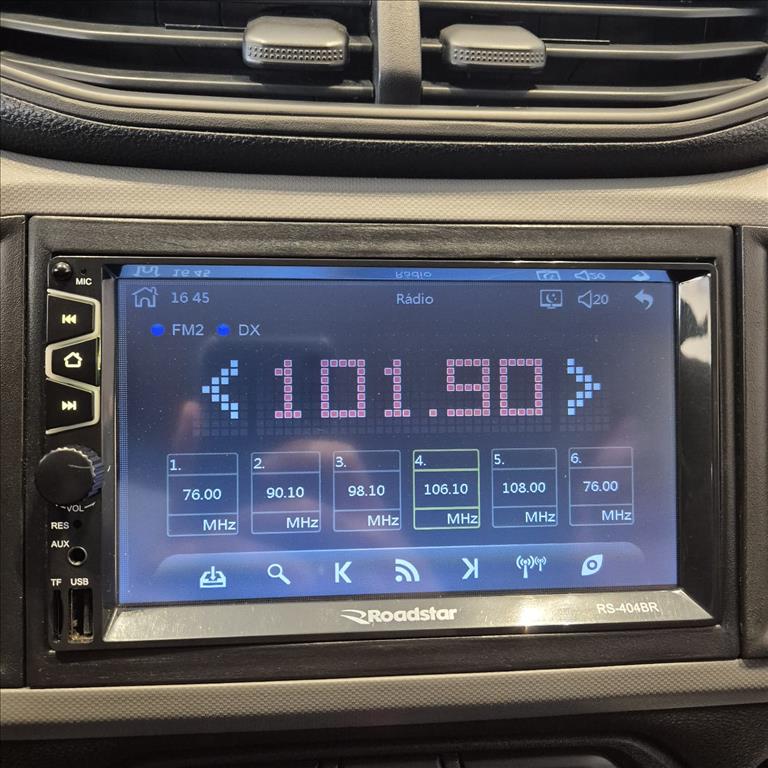 MIC
16 45 Rádio 20
FM2 DX
101.90
1. 2. 3. 4. 5. 6.
76.00 90.10 98.10 106.10 108.00 76.00
MHz MHz MHz MHz MHz MHz
VOL
RES
AUX
TF USB
Roadstar RS-404BR